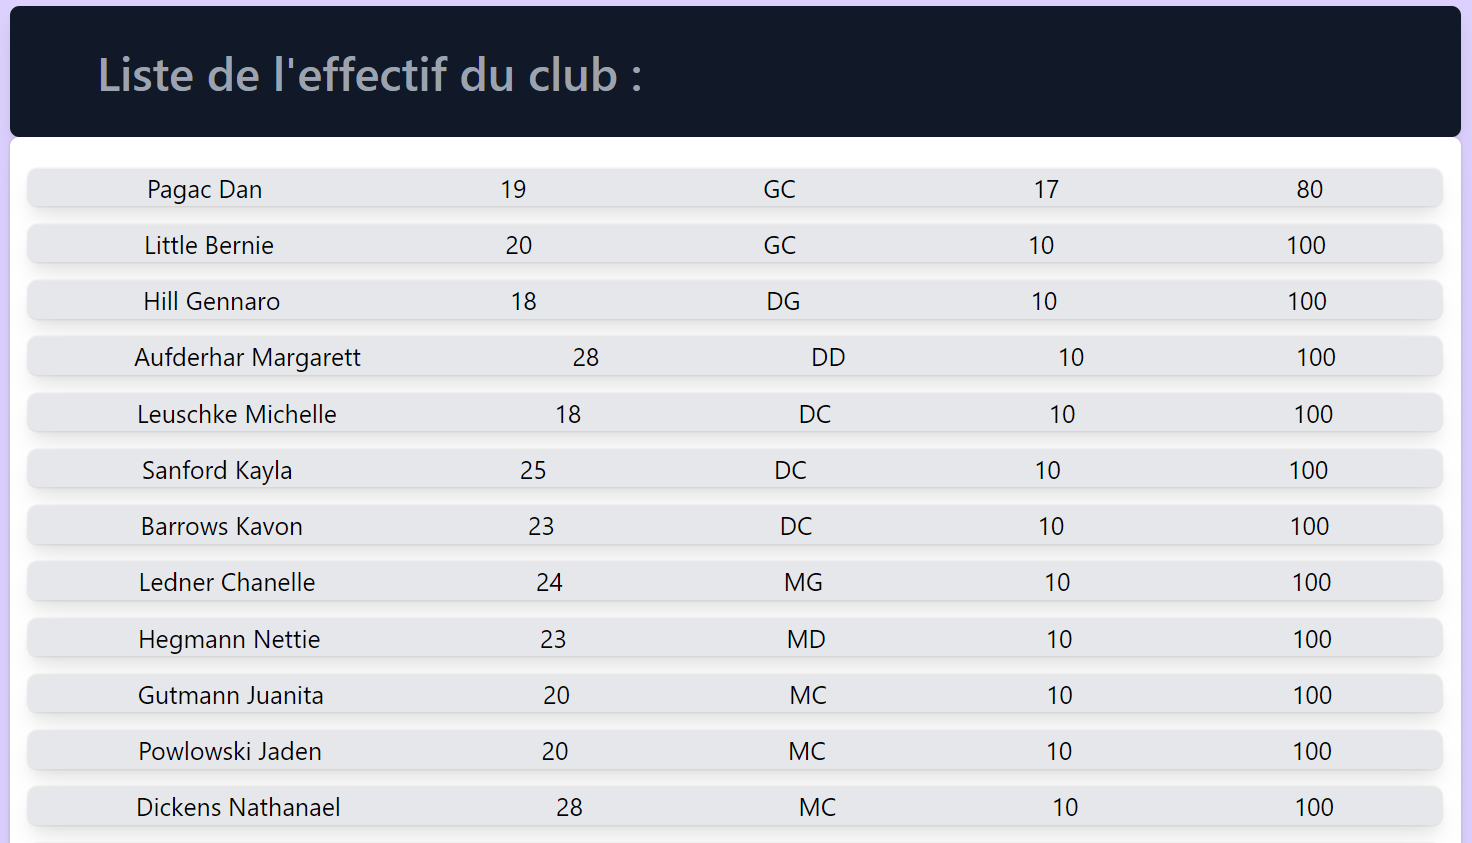 Liste de l'effectif du club :
Pagac Dan 19 GC 17 80
Little Bernie 20 GC 10 100
Hill Gennaro 18 DG 10 100
Aufderhar Margarett 28 DD 10 100
Leuschke Michelle 18 DC 10 100
Sanford Kayla 25 DC 10 100
Barrows Kavon 23 DC 10 100
Ledner Chanelle 24 MG 10 100
Hegmann Nettie 23 MD 10 100
Gutmann Juanita 20 MC 10 100
Powlowski Jaden 20 MC 10 100
Dickens Nathanael 28 MC 10 100